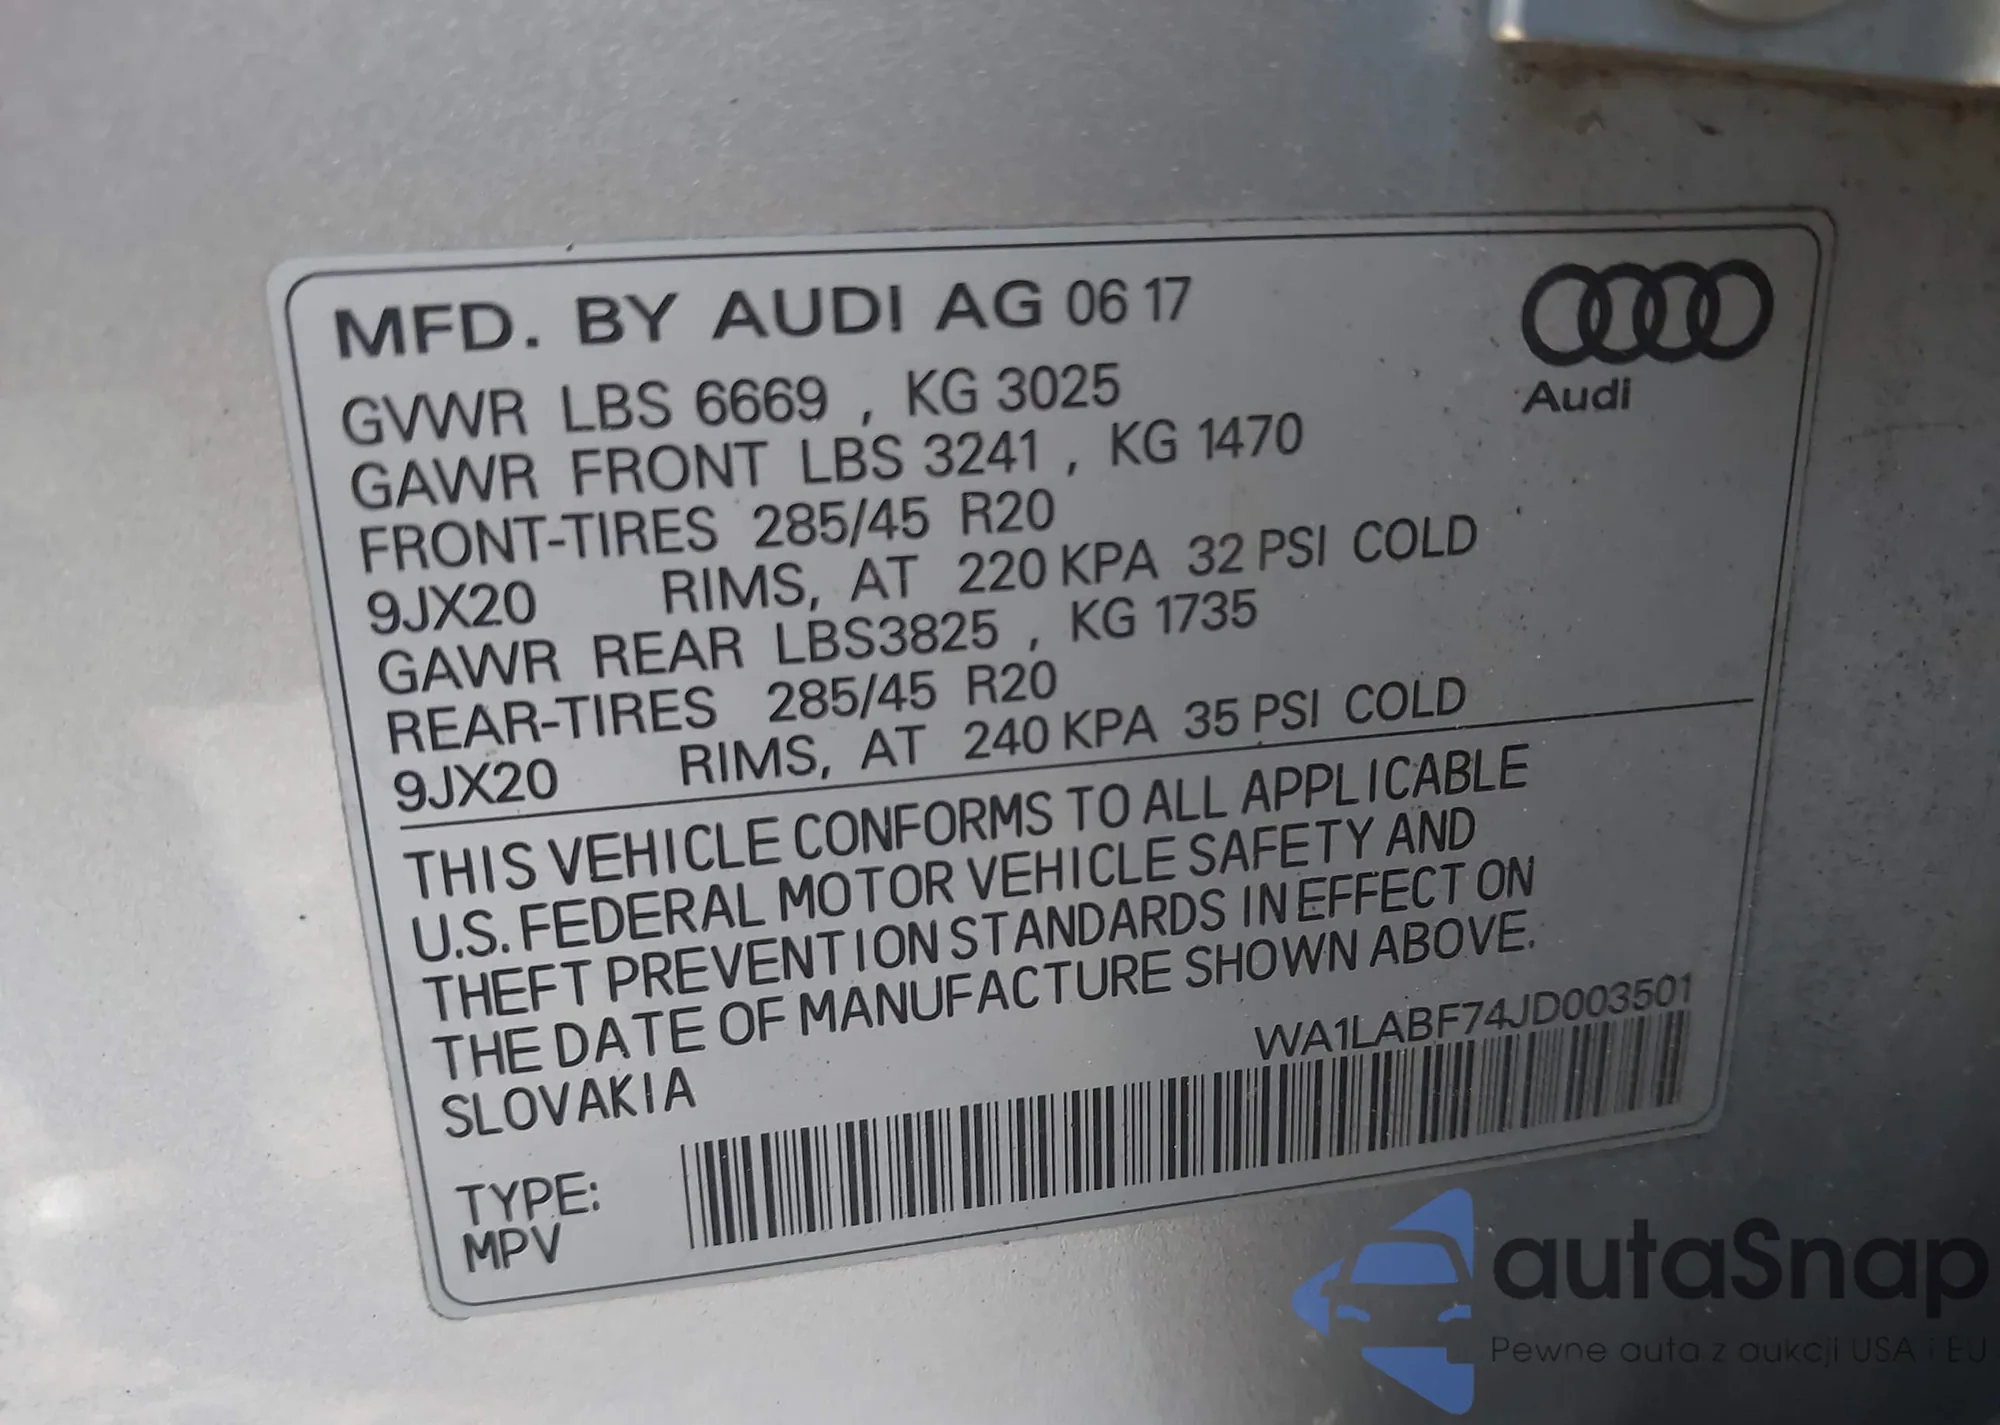 MFD. BY AUDI AG 06 17
Audi
GVWR LBS 6669 , KG 3025
GAWR FRONT LBS 3241 , KG 1470
FRONT-TIRES 285/45 R20
9JX20 RIMS, AT 220 KPA 32 PSI COLD
GAWR REAR LBS3825 , KG 1735
REAR-TIRES 285/45 R20
9JX20 RIMS, AT 240 KPA 35 PSI COLD
THIS VEHICLE CONFORMS TO ALL APPLICABLE
U.S. FEDERAL MOTOR VEHICLE SAFETY AND
THEFT PREVENTION STANDARDS IN EFFECT ON
THE DATE OF MANUFACTURE SHOWN ABOVE.
SLOVAKIA
WA1LABF74JD003501
TYPE:
MPV
autaSnap
Pewne auta z aukcji USA i EU